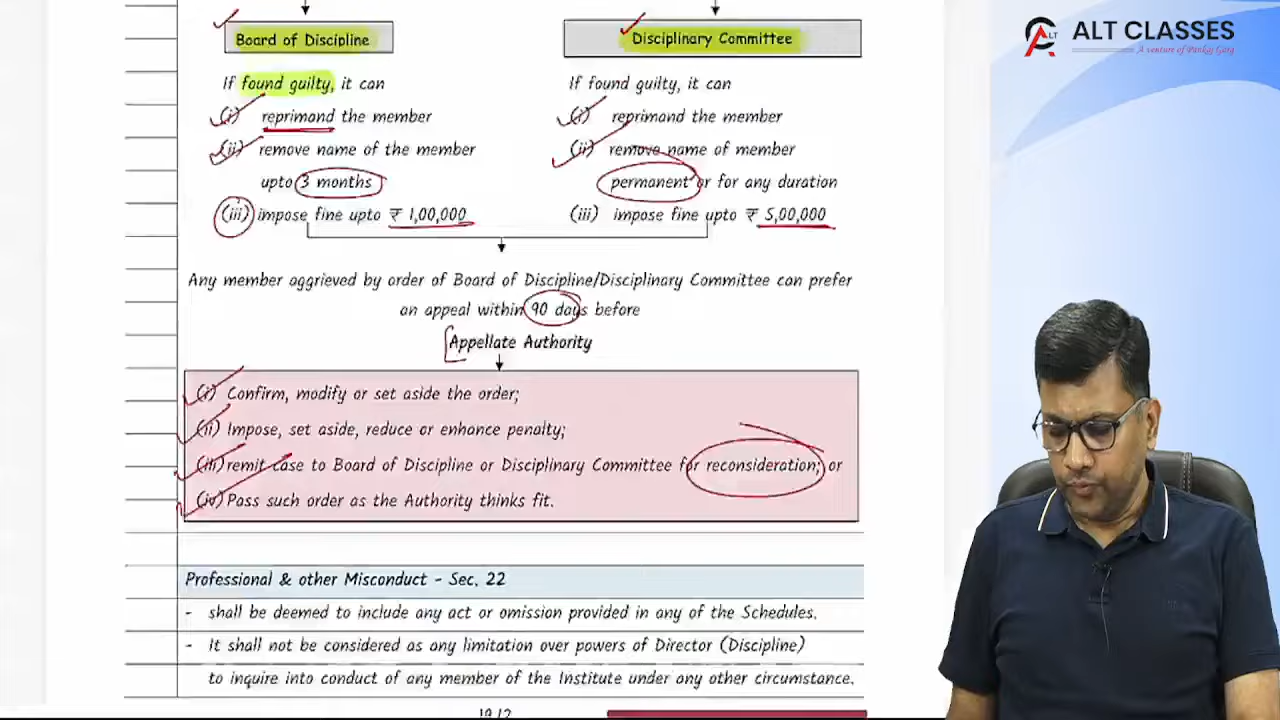 Board of Discipline
If found guilty, it can
(i) reprimand the member
(ii) remove name of the member
upto 3 months
(iii) impose fine upto ₹ 1,00,000
Disciplinary Committee
If found guilty, it can
(i) reprimand the member
(ii) remove name of member
permanent or for any duration
(iii) impose fine upto ₹ 5,00,000
Any member aggrieved by order of Board of Discipline/Disciplinary Committee can prefer
an appeal within 90 days before
Appellate Authority
(i) Confirm, modify or set aside the order;
(ii) Impose, set aside, reduce or enhance penalty;
(iii) remit case to Board of Discipline or Disciplinary Committee for reconsideration; or
(iv) Pass such order as the Authority thinks fit.
Professional & other Misconduct - Sec. 22
- shall be deemed to include any act or omission provided in any of the Schedules.
- It shall not be considered as any limitation over powers of Director (Discipline)
to inquire into conduct of any member of the Institute under any other circumstance.
ALT
ALT CLASSES
A venture of Pankaj Garg